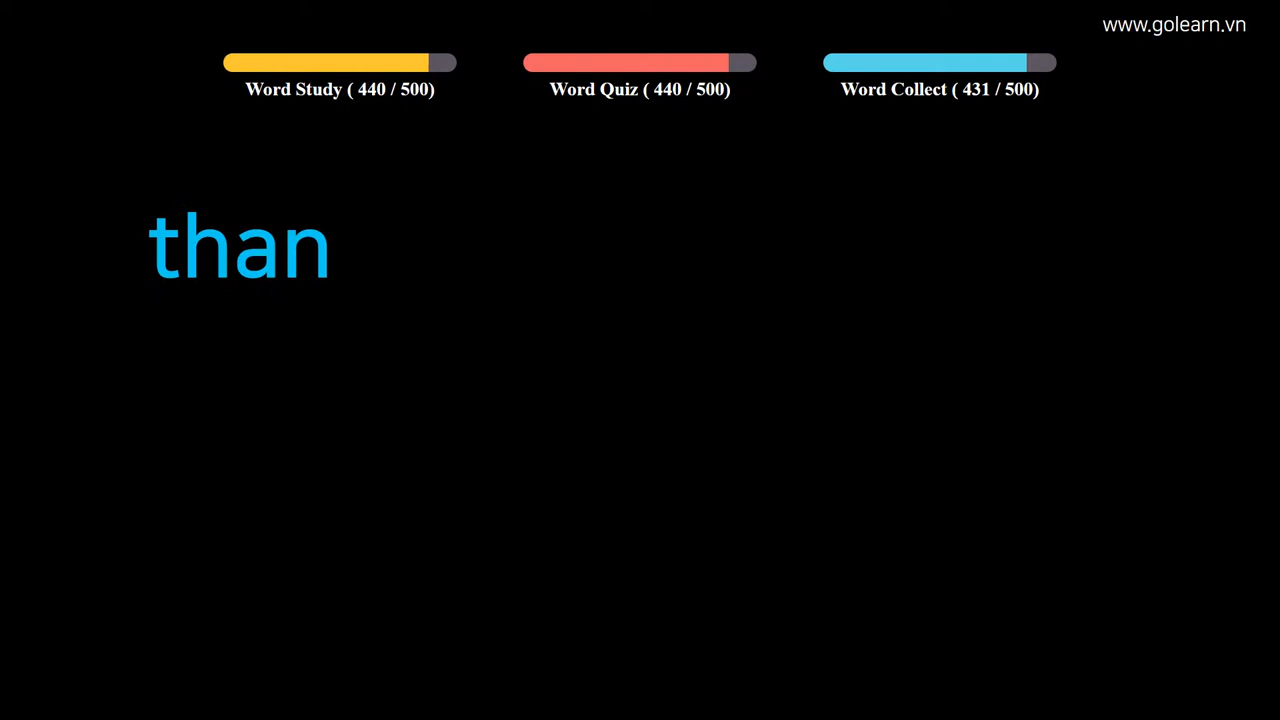 www.golearn.vn
Word Study ( 440 / 500)
Word Quiz ( 440 / 500)
Word Collect ( 431 / 500)
than